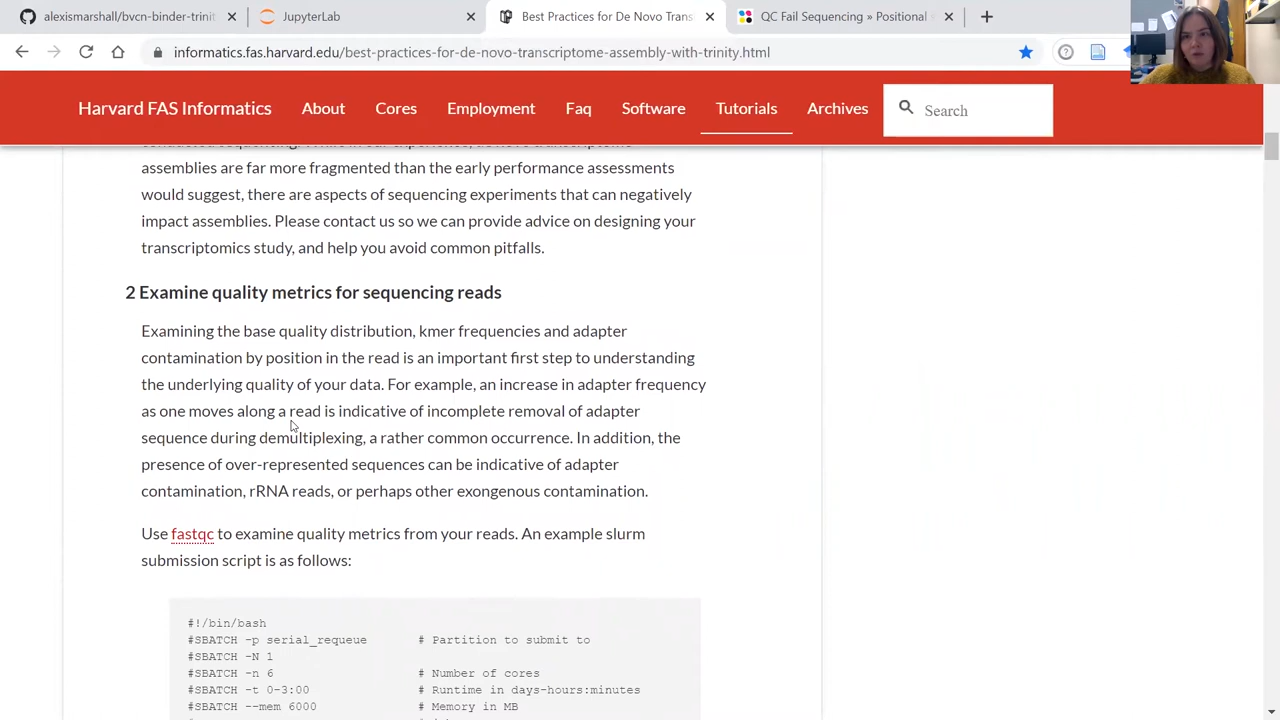 alexismarshall/bvcn-binder-trinit
JupyterLab
Best Practices for De Novo Trans
QC Fail Sequencing » Positional
informatics.fas.harvard.edu/best-practices-for-de-novo-transcriptome-assembly-with-trinity.html
Harvard FAS Informatics
About
Cores
Employment
Faq
Software
Tutorials
Archives
Search
assemblies are far more fragmented than the early performance assessments
would suggest, there are aspects of sequencing experiments that can negatively
impact assemblies. Please contact us so we can provide advice on designing your
transcriptomics study, and help you avoid common pitfalls.
2 Examine quality metrics for sequencing reads
Examining the base quality distribution, kmer frequencies and adapter
contamination by position in the read is an important first step to understanding
the underlying quality of your data. For example, an increase in adapter frequency
as one moves along a read is indicative of incomplete removal of adapter
sequence during demultiplexing, a rather common occurrence. In addition, the
presence of over-represented sequences can be indicative of adapter
contamination, rRNA reads, or perhaps other exongenous contamination.
Use fastqc to examine quality metrics from your reads. An example slurm
submission script is as follows:
#!/bin/bash
#SBATCH -p serial_requeue # Partition to submit to
#SBATCH -N 1
#SBATCH -n 6 # Number of cores
#SBATCH -t 0-3:00 # Runtime in days-hours:minutes
#SBATCH --mem 6000 # Memory in MB